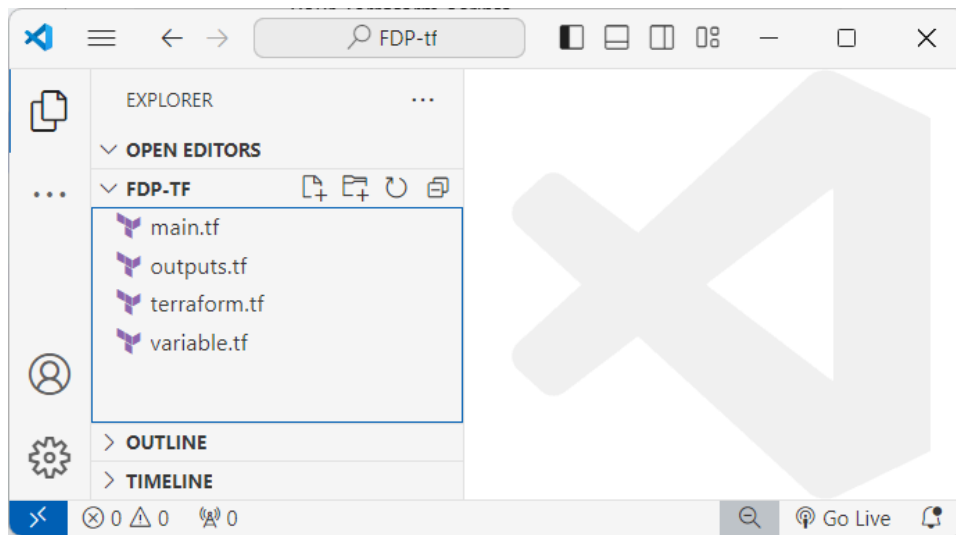 FDP-tf
EXPLORER
OPEN EDITORS
FDP-TF
main.tf
outputs.tf
terraform.tf
variable.tf
OUTLINE
TIMELINE
0 0 0 Go Live